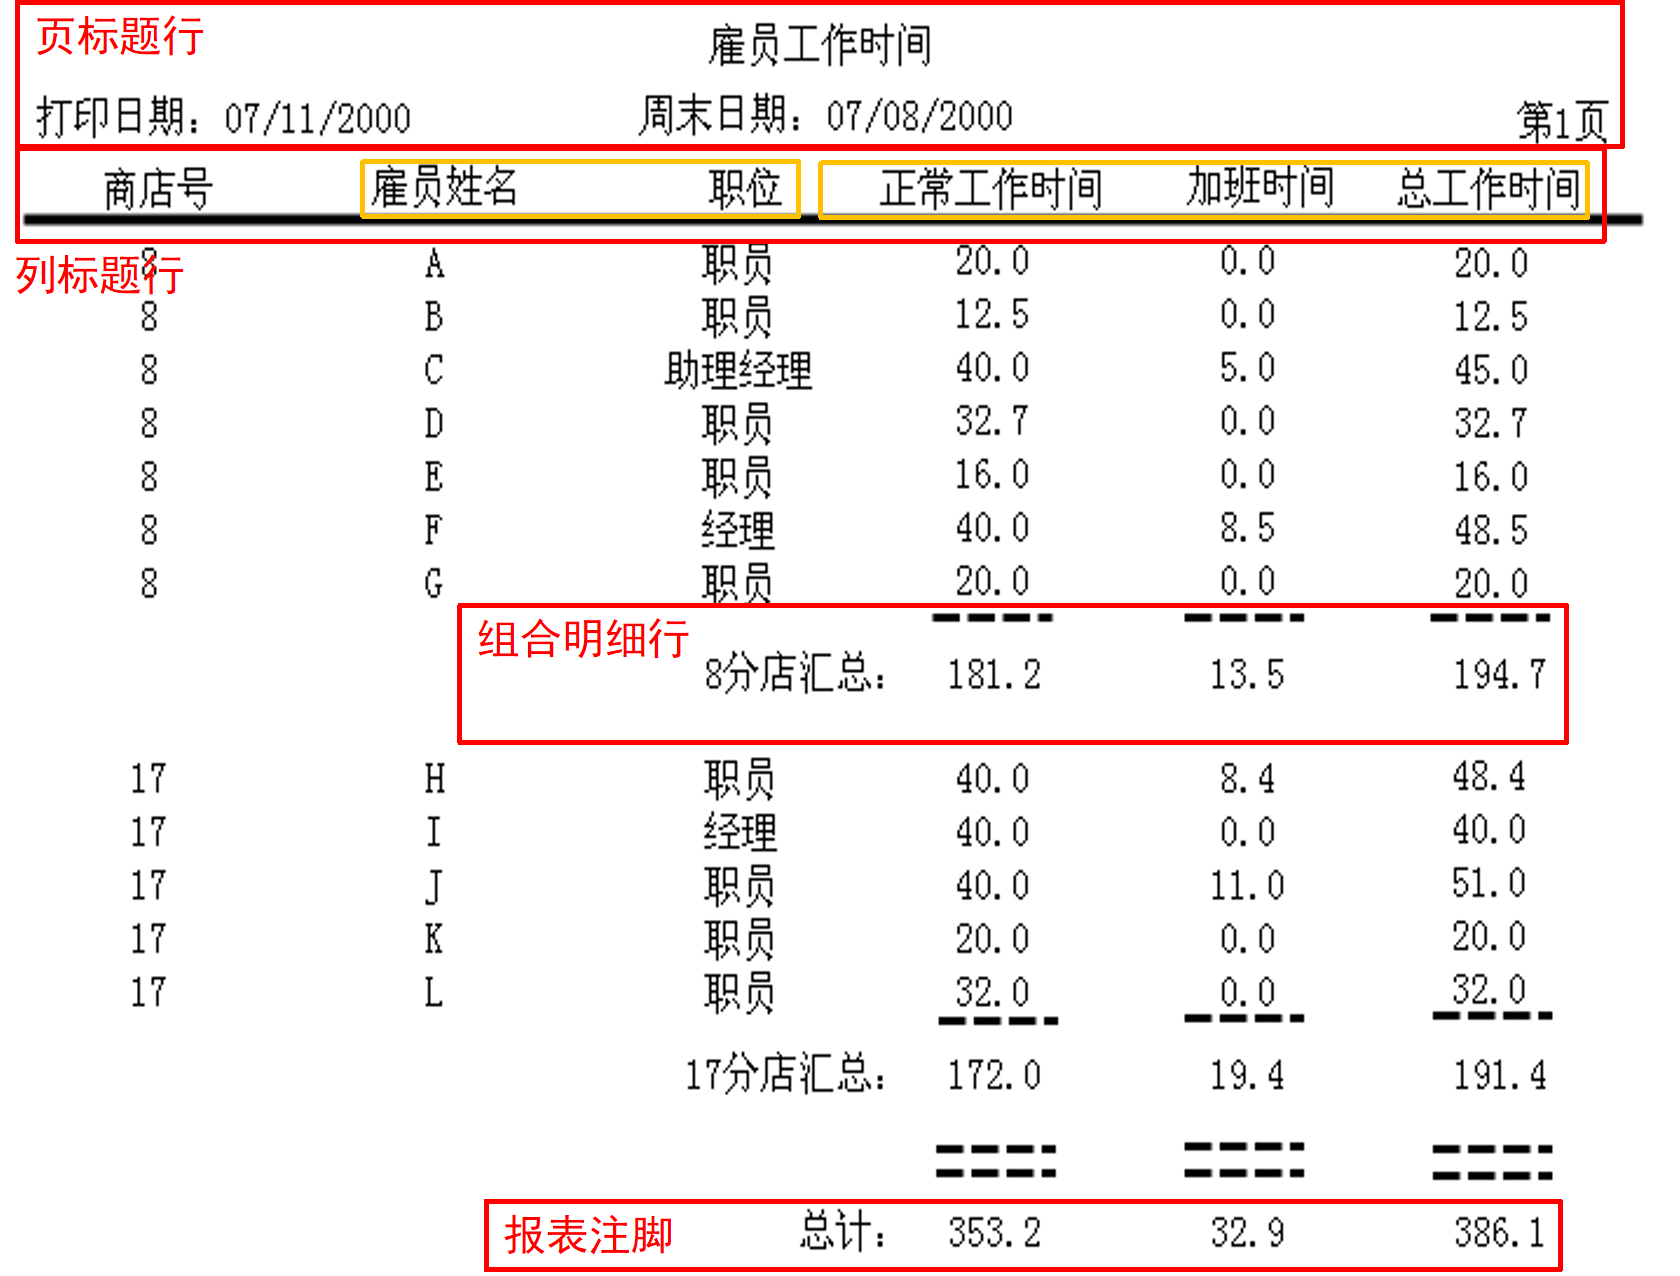 页标题行
雇员工作时间
打印日期：07/11/2000 周末日期：07/08/2000 第1页
商店号 雇员姓名 职位 正常工作时间 加班时间 总工作时间
列标题行
8 A 职员 20.0 0.0 20.0
8 B 职员 12.5 0.0 12.5
8 C 助理经理 40.0 5.0 45.0
8 D 职员 32.7 0.0 32.7
8 E 职员 16.0 0.0 16.0
8 F 经理 40.0 8.5 48.5
8 G 职员 20.0 0.0 20.0
组合明细行
8分店汇总： 181.2 13.5 194.7
17 H 职员 40.0 8.4 48.4
17 I 经理 40.0 0.0 40.0
17 J 职员 40.0 11.0 51.0
17 K 职员 20.0 0.0 20.0
17 L 职员 32.0 0.0 32.0
17分店汇总： 172.0 19.4 191.4
报表注脚 总计： 353.2 32.9 386.1